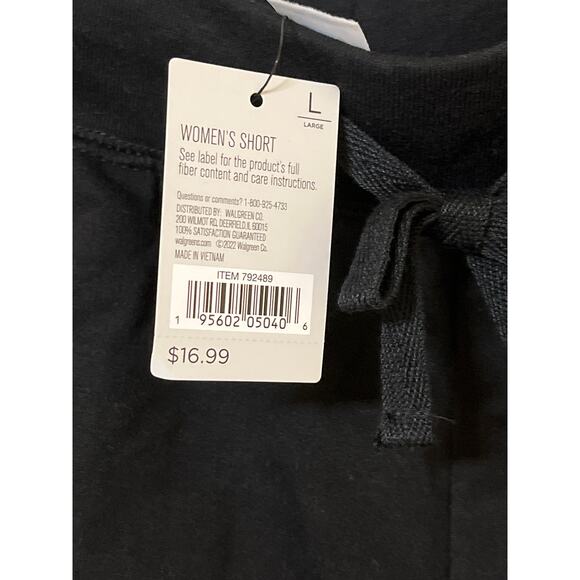 L
LARGE
WOMEN'S SHORT
See label for the product's full
fiber content and care instructions.
Questions or comments? 1-800-925-4733
DISTRIBUTED BY: WALGREEN CO.
200 WILMOT RD, DEERFIELD, IL 60015
100% SATISFACTION GUARANTEED
walgreens.com ©2022 Walgreen Co.
MADE IN VIETNAM
ITEM 792489
1 95602 05040 6
$16.99